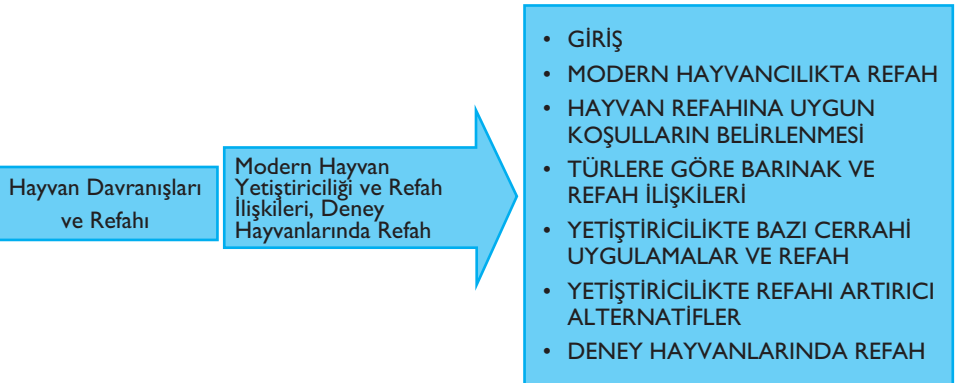 Hayvan Davranışları
ve Refahı
Modern Hayvan
Yetiştiriciliği ve Refah
İlişkileri, Deney
Hayvanlarında Refah
• GİRİŞ
• MODERN HAYVANCILIKTA REFAH
• HAYVAN REFAHINA UYGUN
KOŞULLARIN BELİRLENMESİ
• TÜRLERE GÖRE BARINAK VE
REFAH İLİŞKİLERİ
• YETİŞTİRİCİLİKTE BAZI CERRAHİ
UYGULAMALAR VE REFAH
• YETİŞTİRİCİLİKTE REFAHI ARTIRICI
ALTERNATİFLER
• DENEY HAYVANLARINDA REFAH